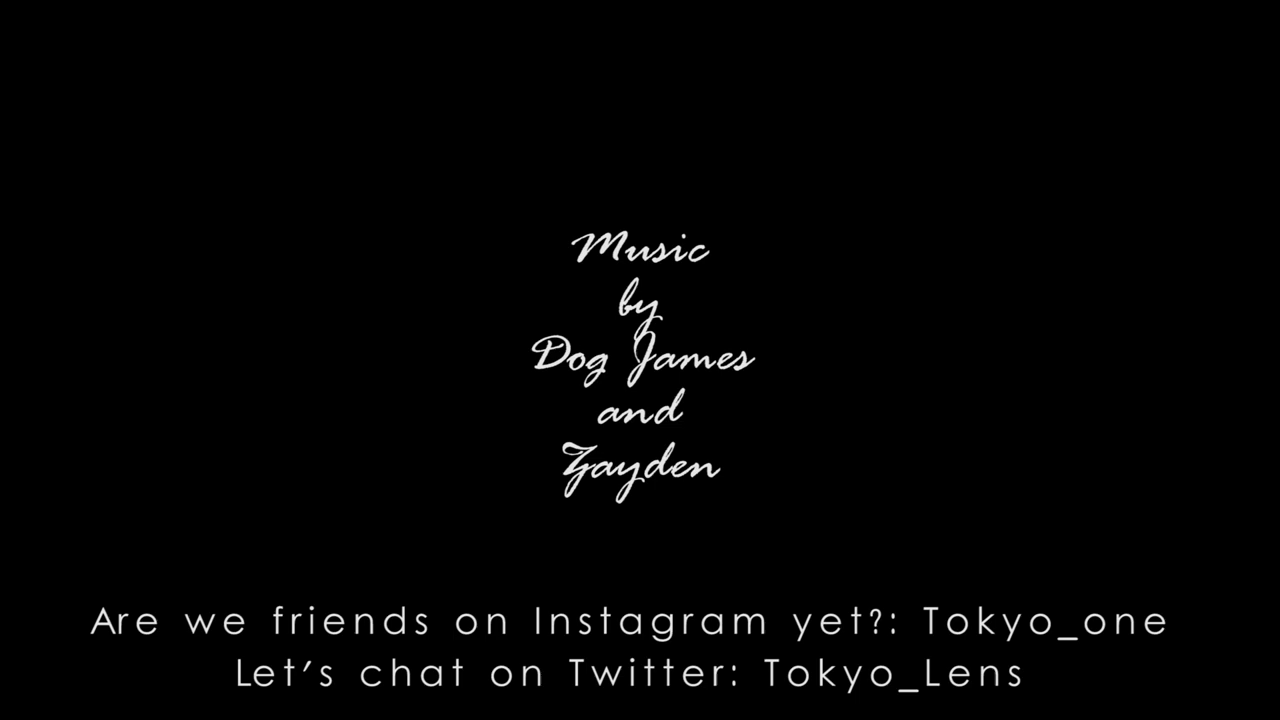 Music
by
Dog James
and
Zayden
Are we friends on Instagram yet?: Tokyo_one
Let's chat on Twitter: Tokyo_Lens